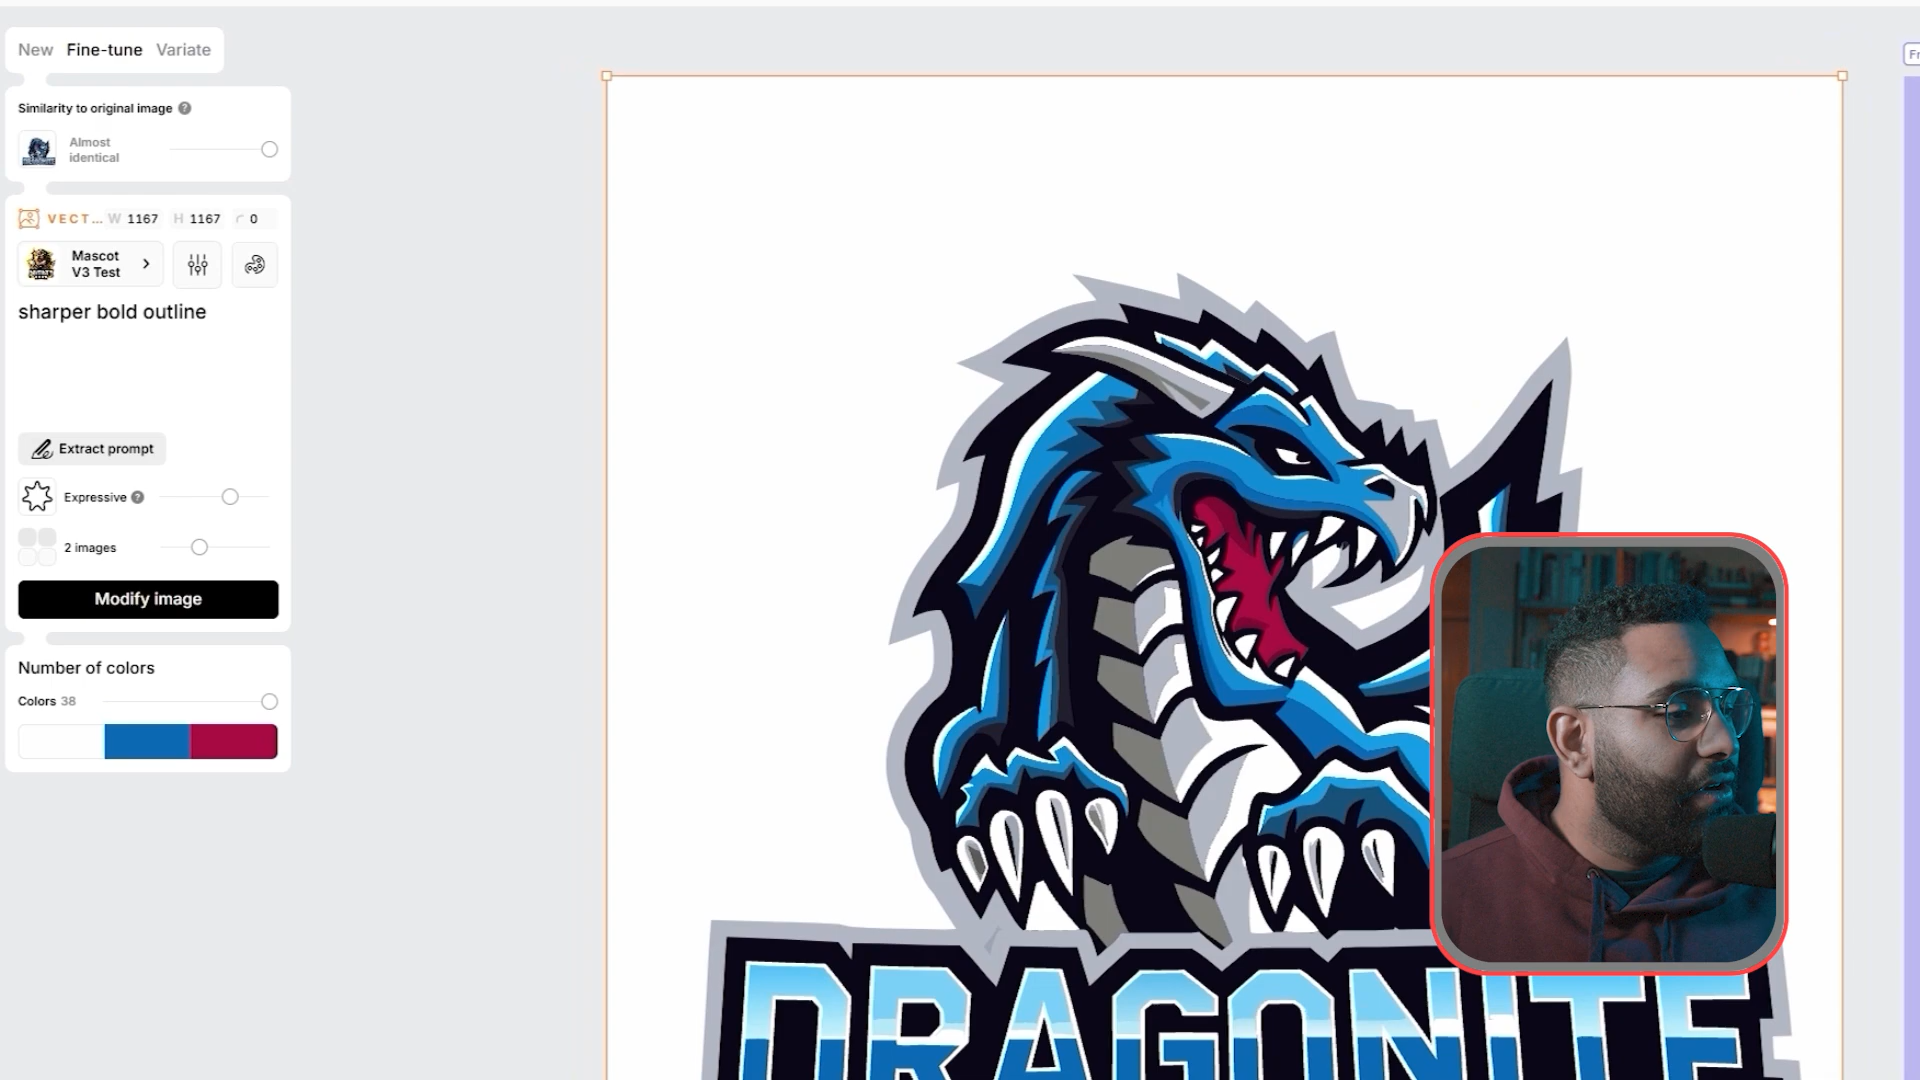 New Fine-tune Variate
Similarity to original image ?
Almost
identical
VECT... W 1167 H 1167 0
Mascot
V3 Test
sharper bold outline
Extract prompt
Expressive ?
2 images
Modify image
Number of colors
Colors 38
DRAGONITE
Fr